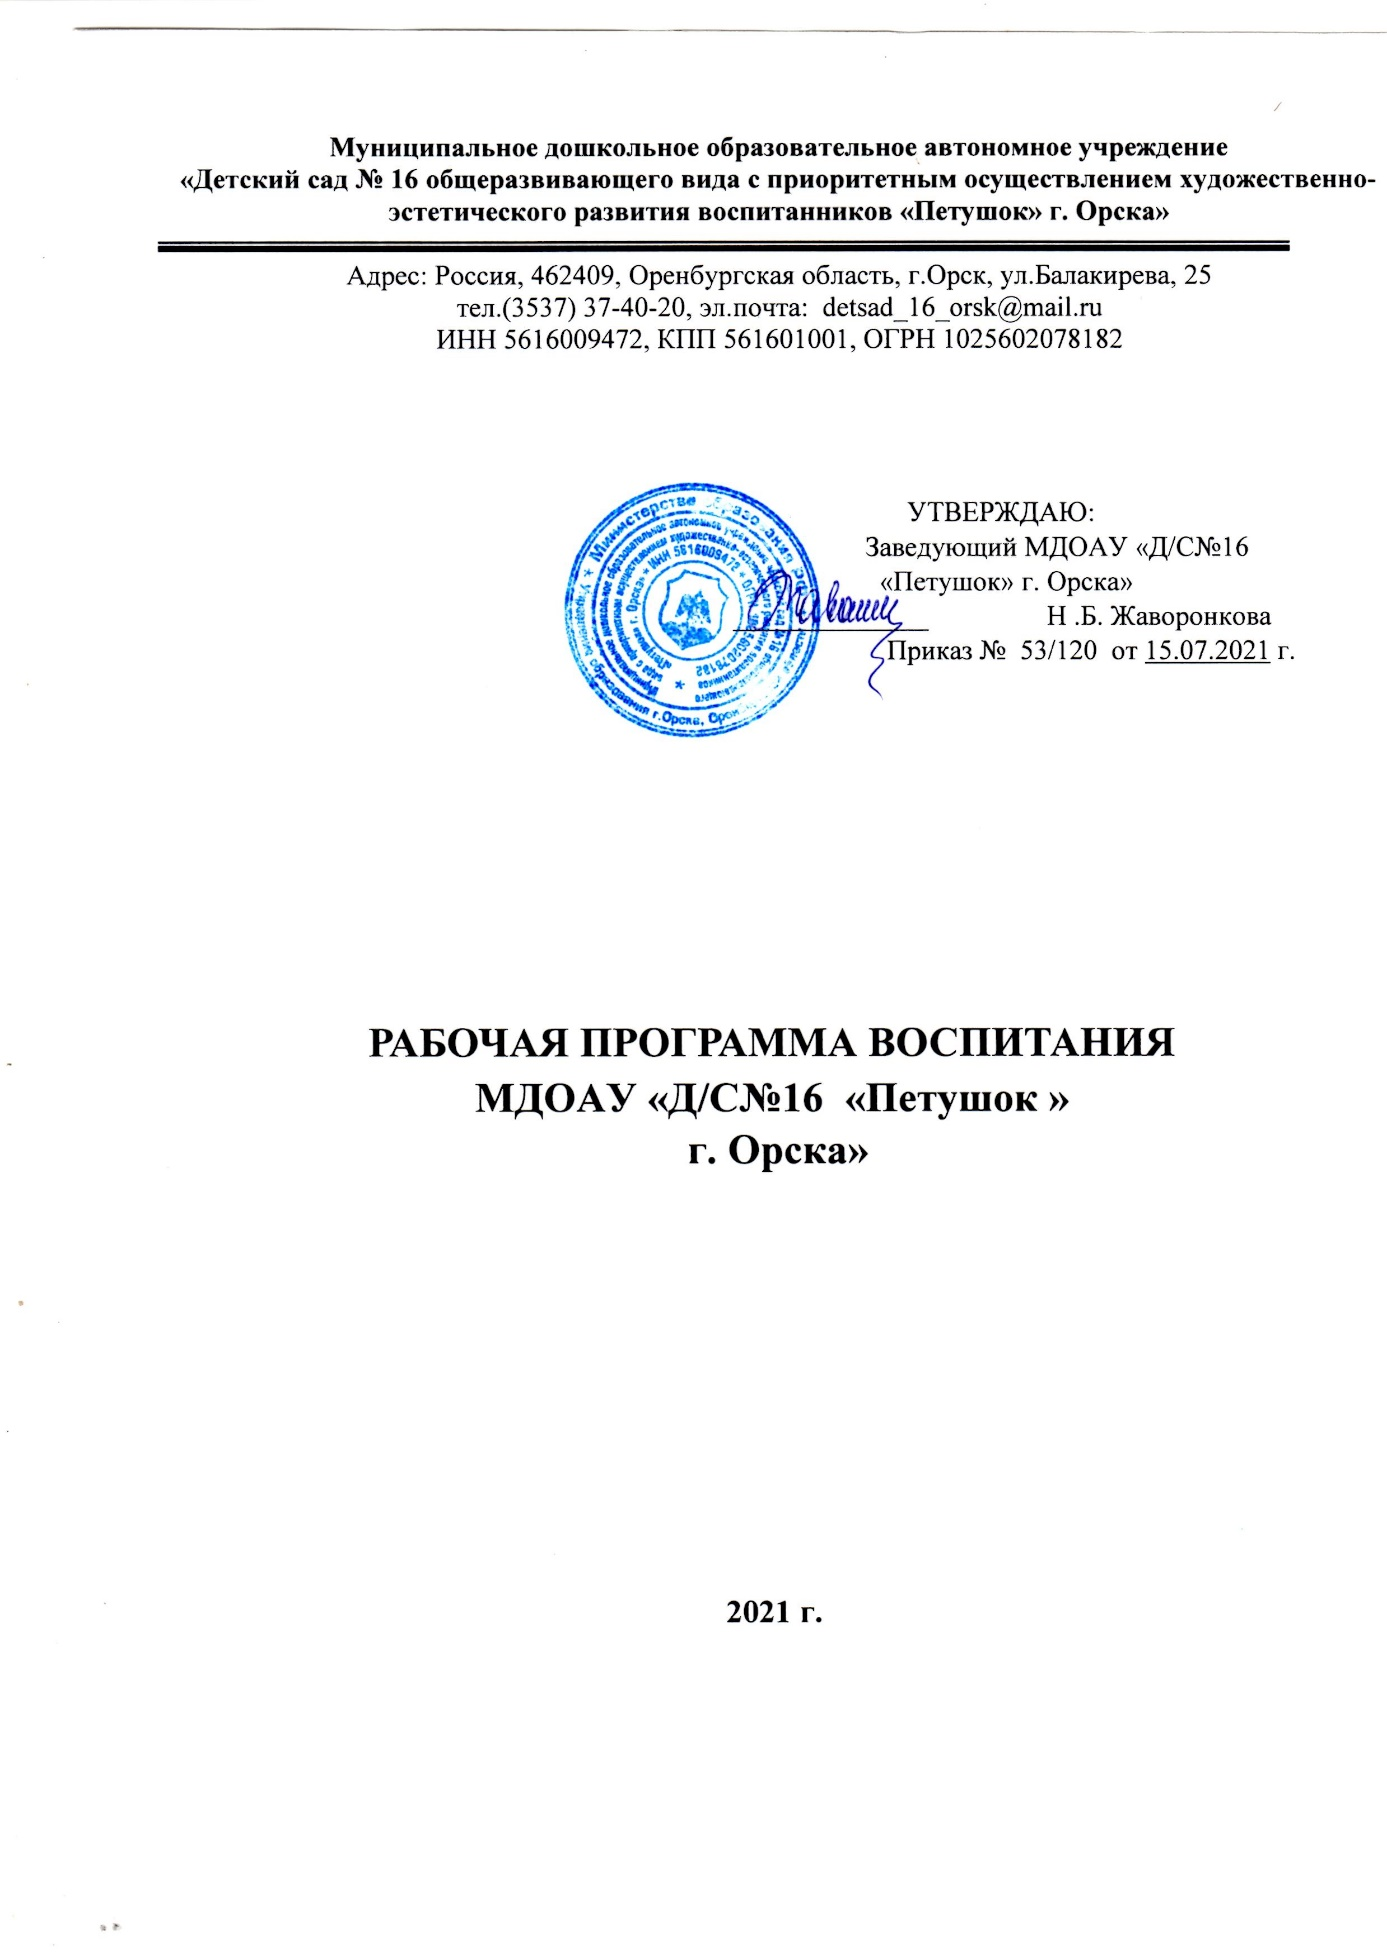 Муниципальное дошкольное образовательное автономное учреждение
«Детский сад № 16 общеразвивающего вида с приоритетным осуществлением художественно-
эстетического развития воспитанников «Петушок» г. Орска»
Адрес: Россия, 462409, Оренбургская область, г.Орск, ул.Балакирева, 25
тел.(3537) 37-40-20, эл.почта:  detsad_16_orsk@mail.ru
ИНН 5616009472, КПП 561601001, ОГРН 1025602078182
УТВЕРЖДАЮ:
Заведующий МДОАУ «Д/С№16
«Петушок» г. Орска»
Н .Б. Жаворонкова
Приказ №  53/120  от 15.07.2021 г.
ИНН 5616009472
РАБОЧАЯ ПРОГРАММА ВОСПИТАНИЯ
МДОАУ «Д/С№16  «Петушок »
г. Орска»
2021 г.